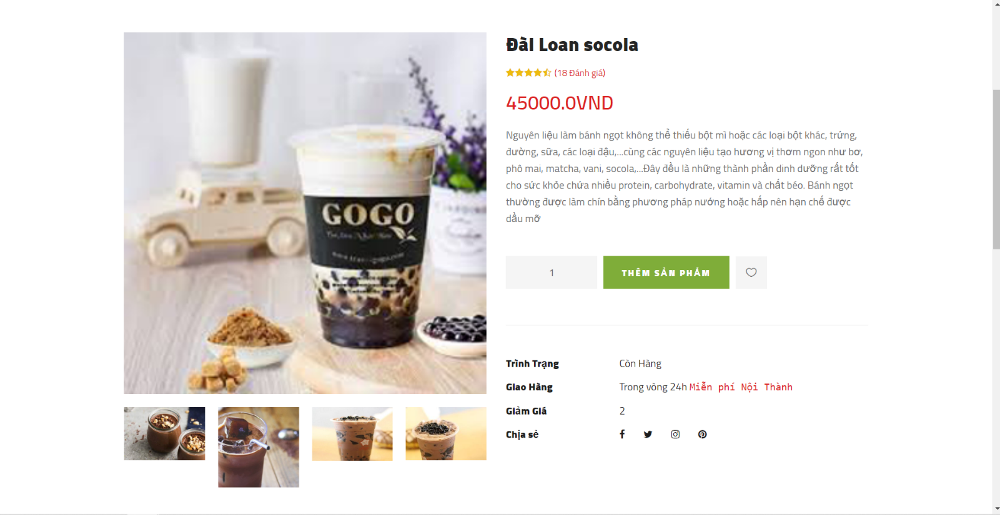 Đài Loan socola
(18 Đánh giá)
45000.0VND
Nguyên liệu làm bánh ngọt không thể thiếu bột mì hoặc các loại bột khác, trứng,
đường, sữa, các loại đậu,...cùng các nguyên liệu tạo hương vị thơm ngon như bơ,
phô mai, matcha, vani, socola,...Đây đều là những thành phần dinh dưỡng rất tốt
cho sức khỏe chứa nhiều protein, carbohydrate, vitamin và chất béo. Bánh ngọt
thường được làm chín bằng phương pháp nướng hoặc hấp nên hạn chế được
dầu mỡ
1
THÊM SẢN PHẨM
Trình Trạng Còn Hàng
Giao Hàng Trong vòng 24h Miễn phí Nội Thành
Giảm Giá 2
Chịa sẻ
GOGO